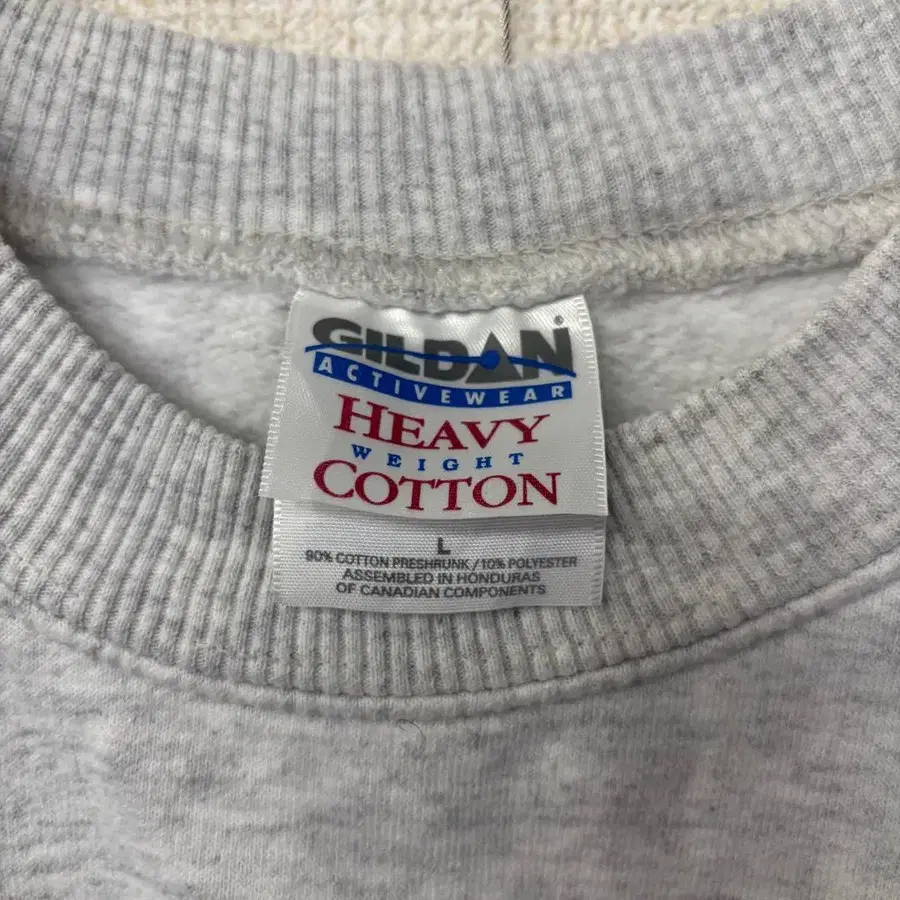 GILDAN®
ACTIVEWEAR
HEAVY
WEIGHT
COTTON
L
90% COTTON PRESHRUNK / 10% POLYESTER
ASSEMBLED IN HONDURAS
OF CANADIAN COMPONENTS